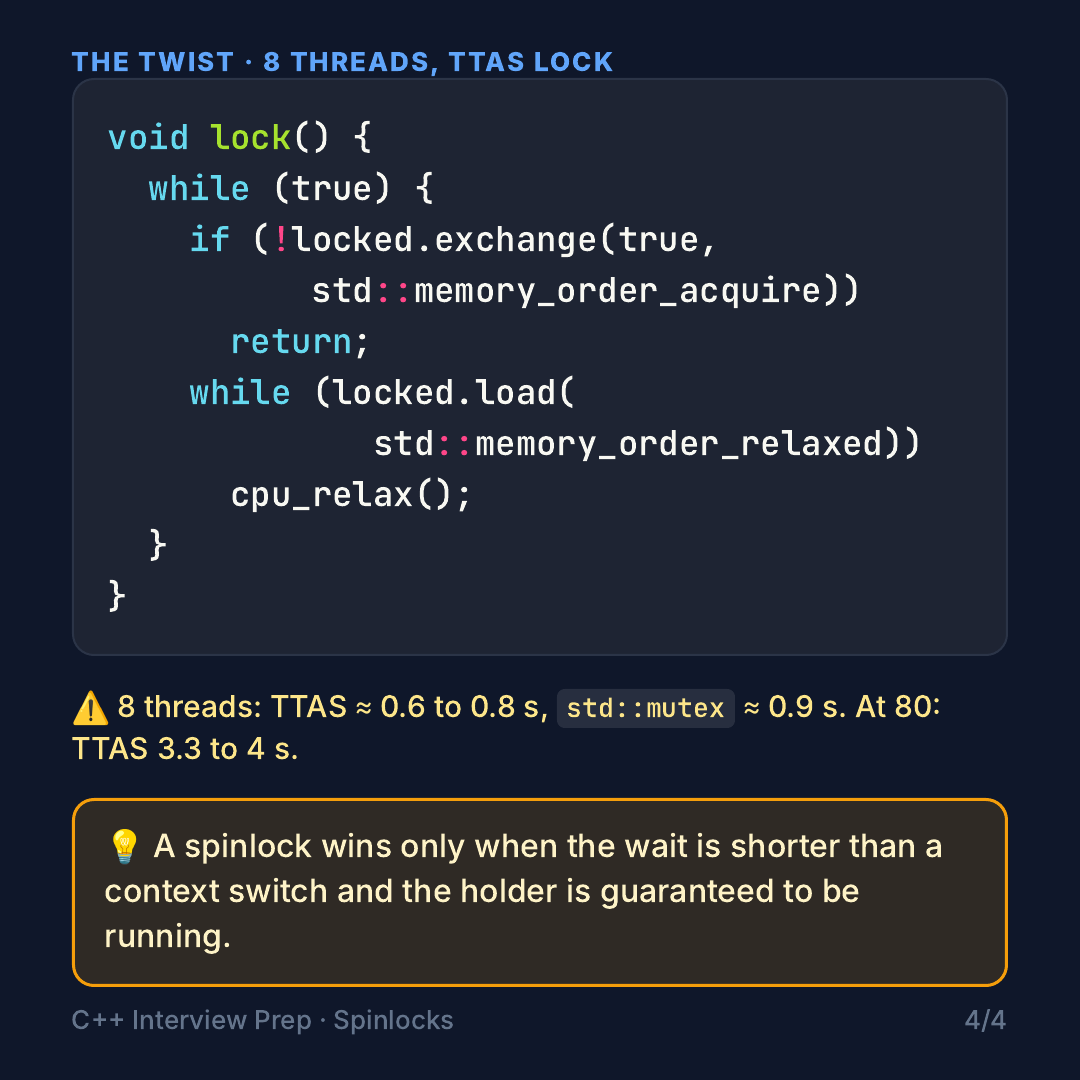 THE TWIST · 8 THREADS, TTAS LOCK
void lock() {
  while (true) {
    if (!locked.exchange(true,
          std::memory_order_acquire))
      return;
    while (locked.load(
             std::memory_order_relaxed))
      cpu_relax();
  }
}
⚠️ 8 threads: TTAS ≈ 0.6 to 0.8 s, std::mutex ≈ 0.9 s. At 80:
TTAS 3.3 to 4 s.
💡 A spinlock wins only when the wait is shorter than a
context switch and the holder is guaranteed to be
running.
C++ Interview Prep · Spinlocks
4/4